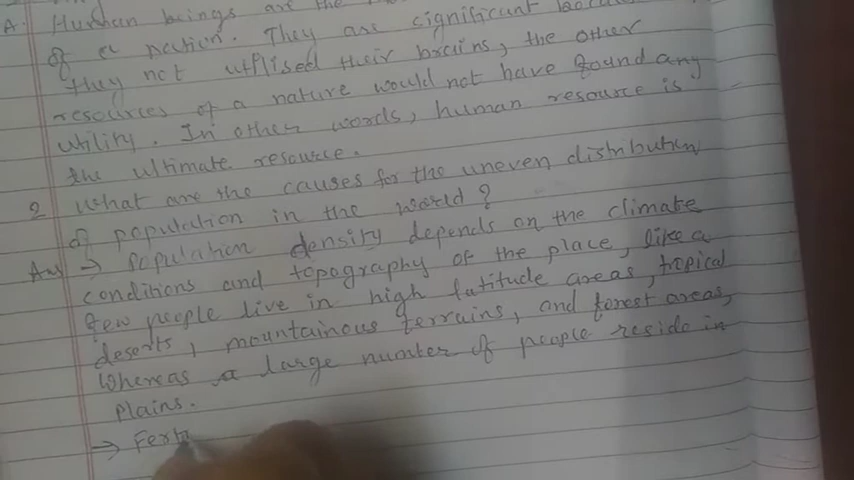 A. Human beings are the
of a nation. They are significant
they not utilised their brains, the other
resources of a nature would not have found any
utility. In other words, human resource is
the ultimate resource.
2 What are the causes for the uneven distribution
of population in the world?
Ans → Population density depends on the climate
conditions and topography of the place, like a
few people live in high latitude areas, tropical
deserts, mountainous terrains, and forest areas,
Whereas a large number of people reside in
plains.
→ Fert